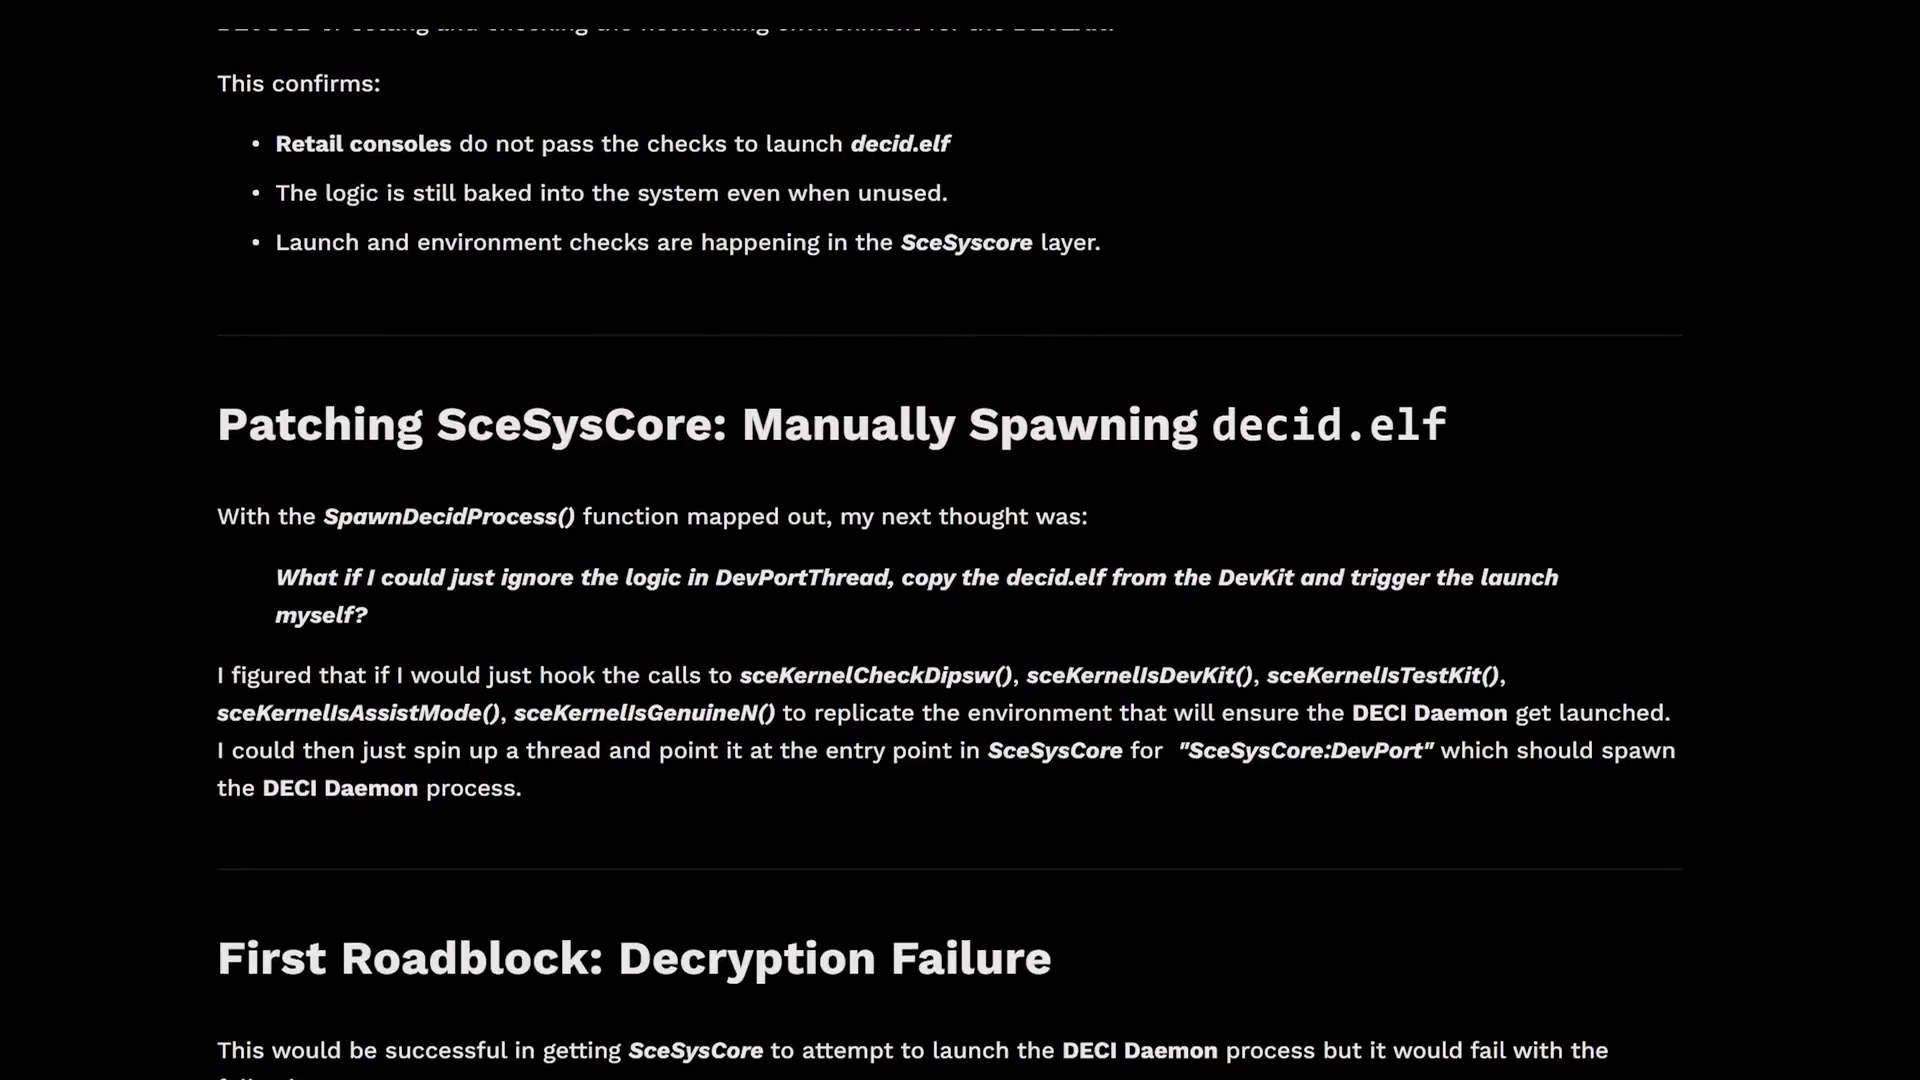 This confirms:
• Retail consoles do not pass the checks to launch decid.elf
• The logic is still baked into the system even when unused.
• Launch and environment checks are happening in the SceSyscore layer.
Patching SceSysCore: Manually Spawning decid.elf
With the SpawnDecidProcess() function mapped out, my next thought was:
What if I could just ignore the logic in DevPortThread, copy the decid.elf from the DevKit and trigger the launch
myself?
I figured that if I would just hook the calls to sceKernelCheckDipsw(), sceKernelIsDevKit(), sceKernelIsTestKit(),
sceKernelIsAssistMode(), sceKernelIsGenuineN() to replicate the environment that will ensure the DECI Daemon get launched.
I could then just spin up a thread and point it at the entry point in SceSysCore for "SceSysCore:DevPort" which should spawn
the DECI Daemon process.
First Roadblock: Decryption Failure
This would be successful in getting SceSysCore to attempt to launch the DECI Daemon process but it would fail with the